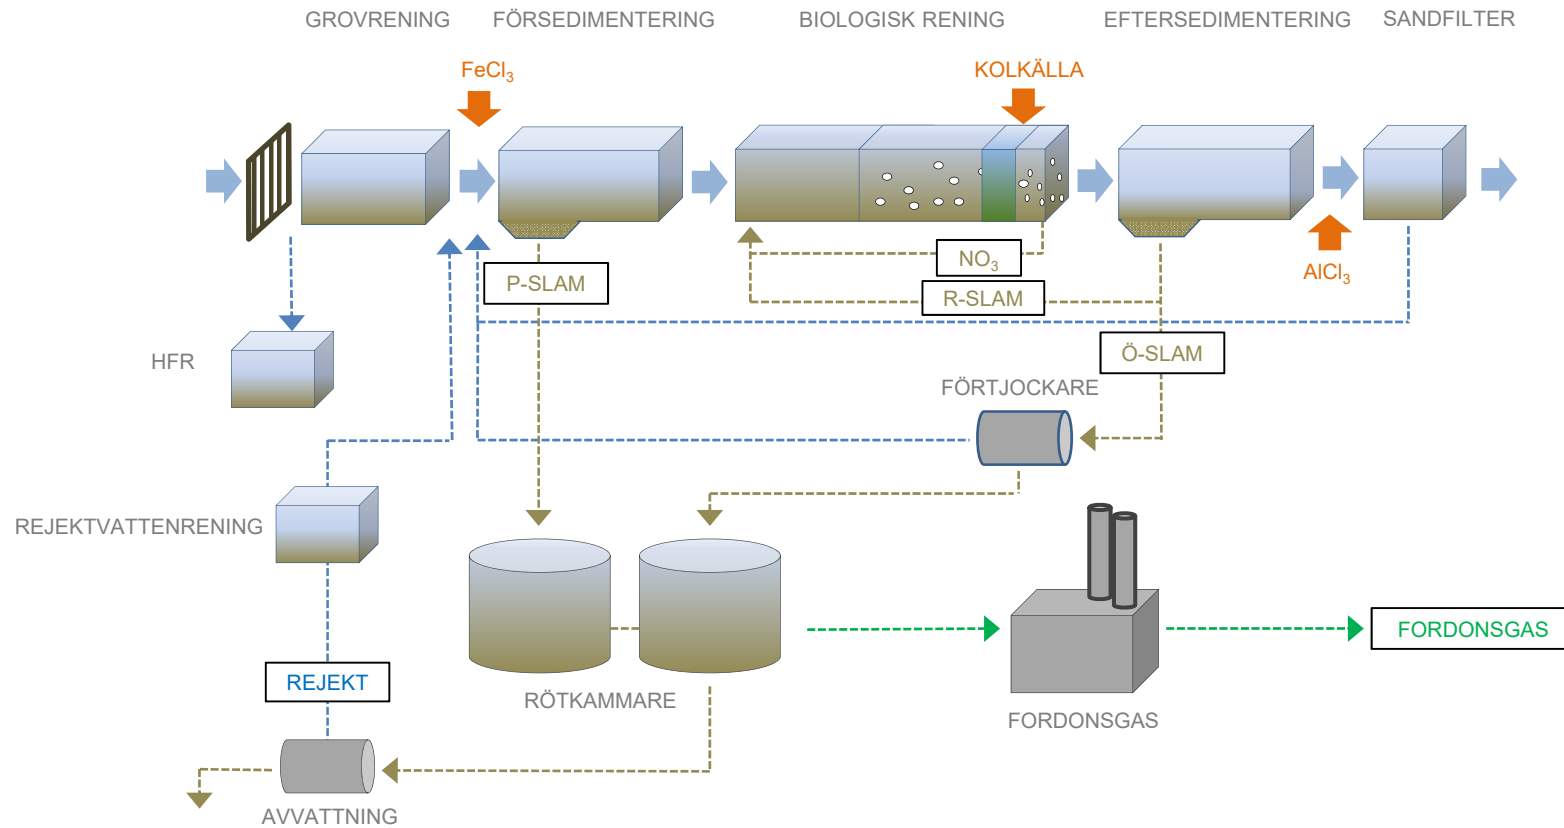 GROVRENING
FÖRSEDIMENTERING
BIOLOGISK RENING
EFTERSEDIMENTERING
SANDFILTER
FeCl3
KOLKÄLLA
P-SLAM
NO3
R-SLAM
AlCl3
HFR
Ö-SLAM
FÖRTJOCKARE
REJEKTVATTENRENING
FORDONSGAS
REJEKT
RÖTKAMMARE
FORDONSGAS
AVVATTNING